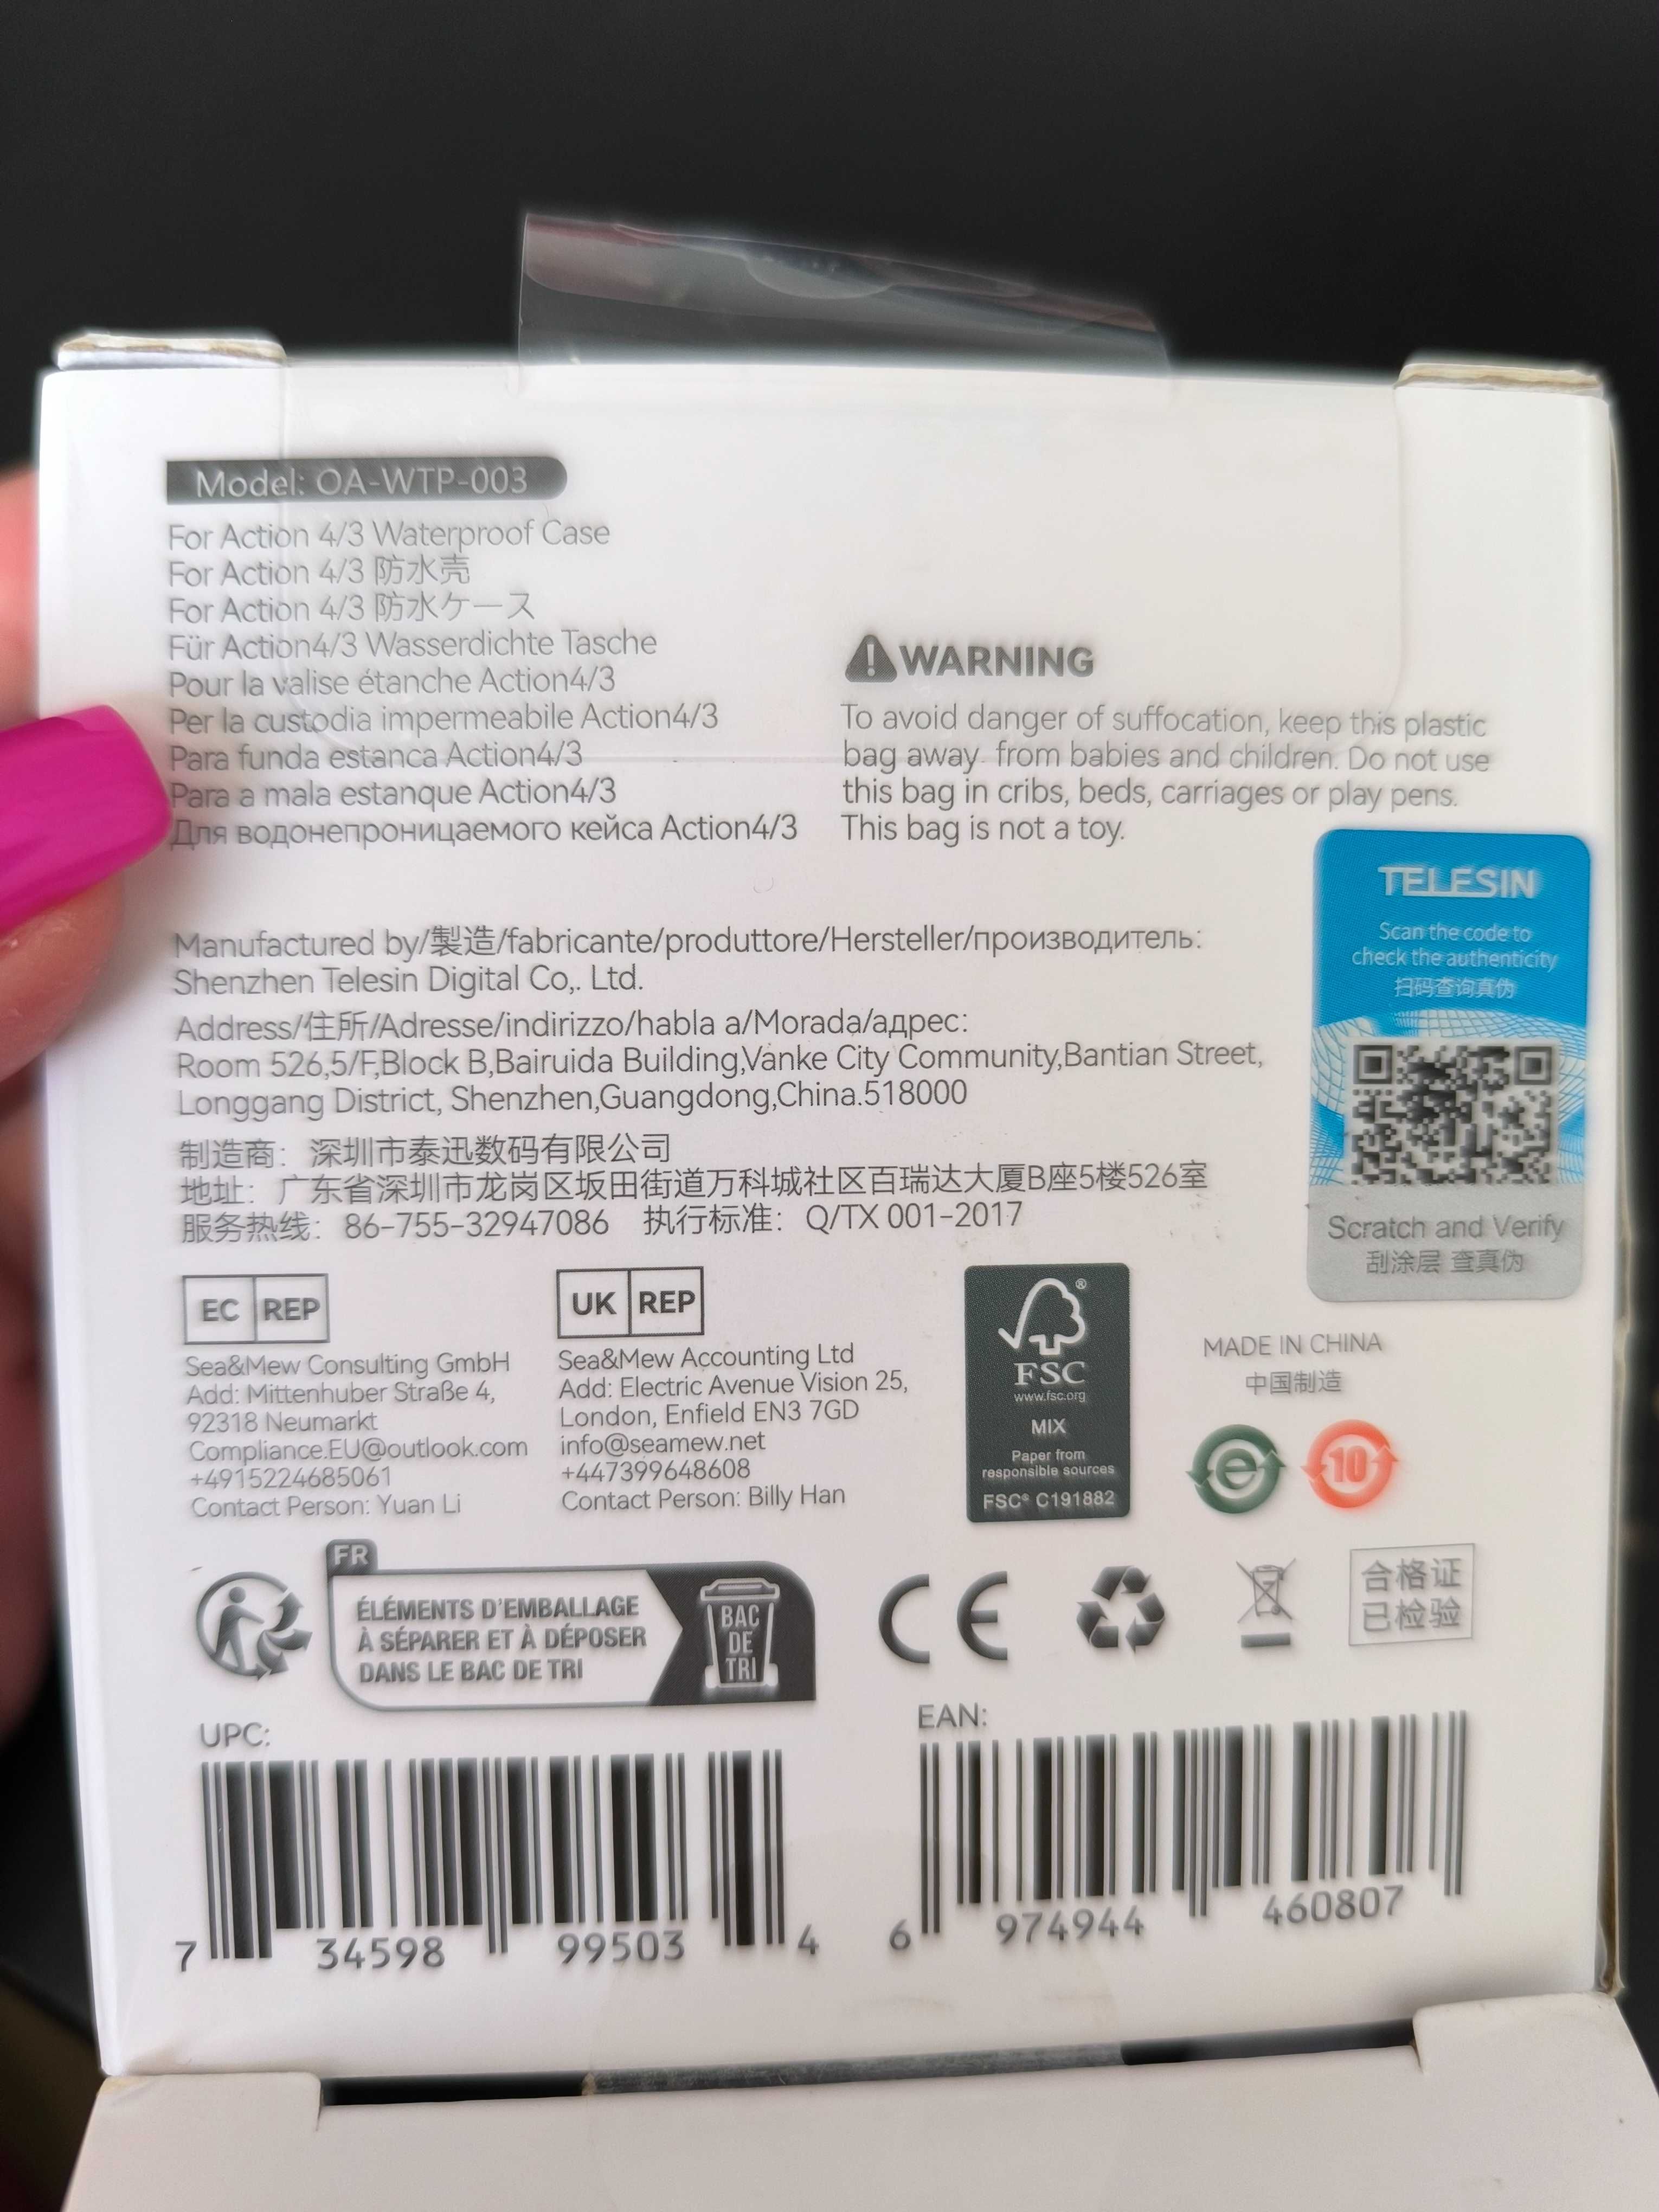 Model: OA-WTP-003
For Action 4/3 Waterproof Case
For Action 4/3 防水壳
For Action 4/3 防水ケース
Für Action4/3 Wasserdichte Tasche
Pour la valise étanche Action4/3
Per la custodia impermeabile Action4/3
Para funda estanca Action4/3
Para a mala estanque Action4/3
Для водонепроницаемого кейса Action4/3
WARNING
To avoid danger of suffocation, keep this plastic
bag away from babies and children. Do not use
this bag in cribs, beds, carriages or play pens.
This bag is not a toy.
TELESIN
Scan the code to
check the authenticity
扫码查询真伪
Scratch and Verify
刮涂层 查真伪
Manufactured by/製造/fabricante/produttore/Hersteller/производитель:
Shenzhen Telesin Digital Co,. Ltd.
Address/住所/Adresse/indirizzo/habla a/Morada/адрес:
Room 526,5/F,Block B,Bairuida Building,Vanke City Community,Bantian Street,
Longgang District, Shenzhen,Guangdong,China.518000
制造商：深圳市泰迅数码有限公司
地址：广东省深圳市龙岗区坂田街道万科城社区百瑞达大厦B座5楼526室
服务热线：86-755-32947086 执行标准：Q/TX 001-2017
EC REP
Sea&Mew Consulting GmbH
Add: Mittenhuber Straße 4,
92318 Neumarkt
Compliance.EU@outlook.com
+4915224685061
Contact Person: Yuan Li
UK REP
Sea&Mew Accounting Ltd
Add: Electric Avenue Vision 25,
London, Enfield EN3 7GD
info@seamew.net
+447399648608
Contact Person: Billy Han
FSC
www.fsc.org
MIX
Paper from
responsible sources
FSC® C191882
MADE IN CHINA
中国制造
e
10
FR
ÉLÉMENTS D'EMBALLAGE
À SÉPARER ET À DÉPOSER
DANS LE BAC DE TRI
BAC
DE
TRI
CE
合格证
已检验
UPC:
7 34598 99503 4
EAN:
6 974944 460807